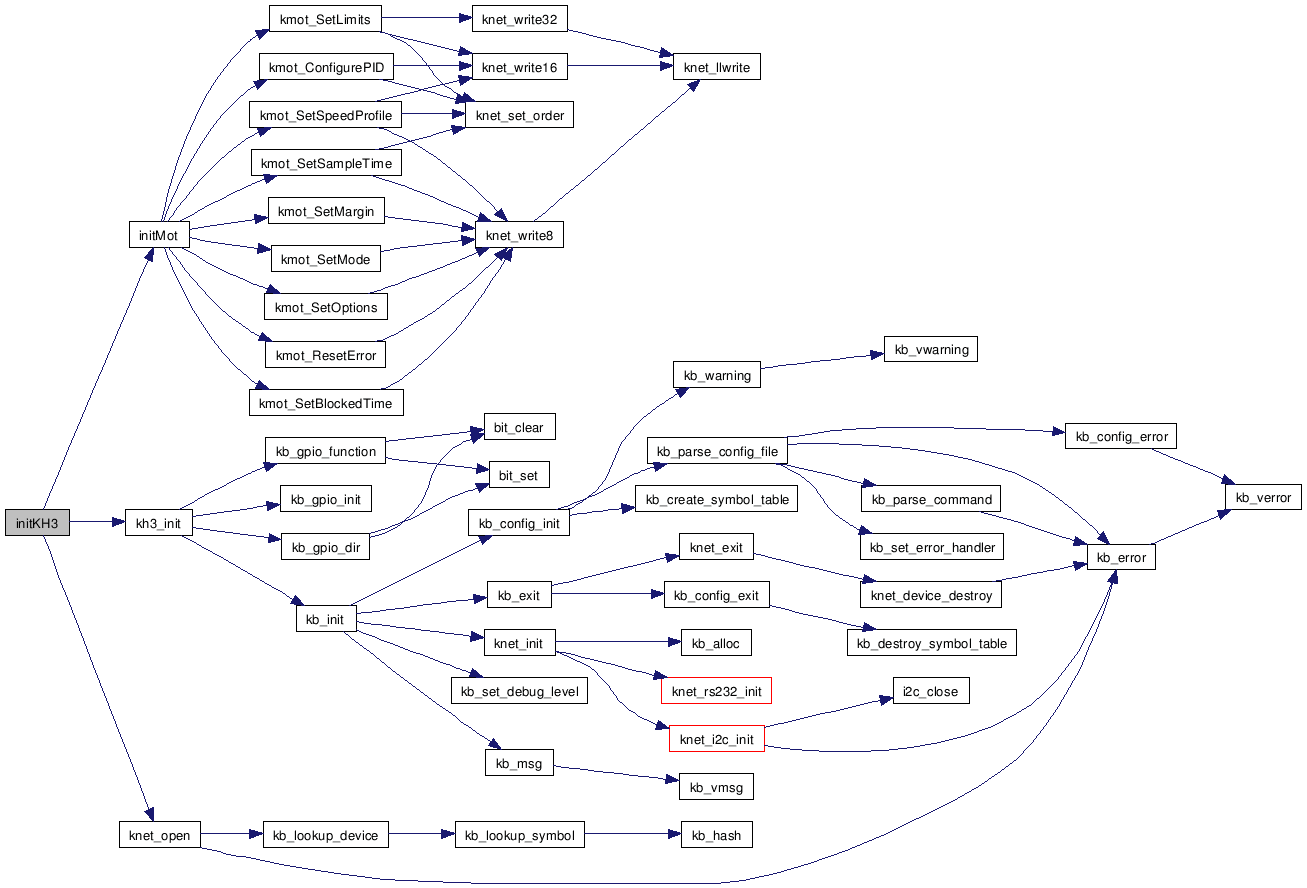 kmot_SetLimits
knet_write32
kmot_ConfigurePID
knet_write16
knet_llwrite
kmot_SetSpeedProfile
knet_set_order
kmot_SetSampleTime
kmot_SetMargin
initMot
knet_write8
kmot_SetMode
kmot_SetOptions
kmot_ResetError
kb_vwarning
kb_warning
kmot_SetBlockedTime
bit_clear
kb_config_error
kb_gpio_function
kb_parse_config_file
bit_set
kb_gpio_init
kb_create_symbol_table
kb_parse_command
kb_verror
initKH3
kh3_init
kb_config_init
kb_gpio_dir
knet_exit
kb_set_error_handler
kb_error
kb_exit
kb_config_exit
knet_device_destroy
kb_init
knet_init
kb_alloc
kb_destroy_symbol_table
kb_set_debug_level
knet_rs232_init
i2c_close
knet_i2c_init
kb_msg
kb_vmsg
knet_open
kb_lookup_device
kb_lookup_symbol
kb_hash